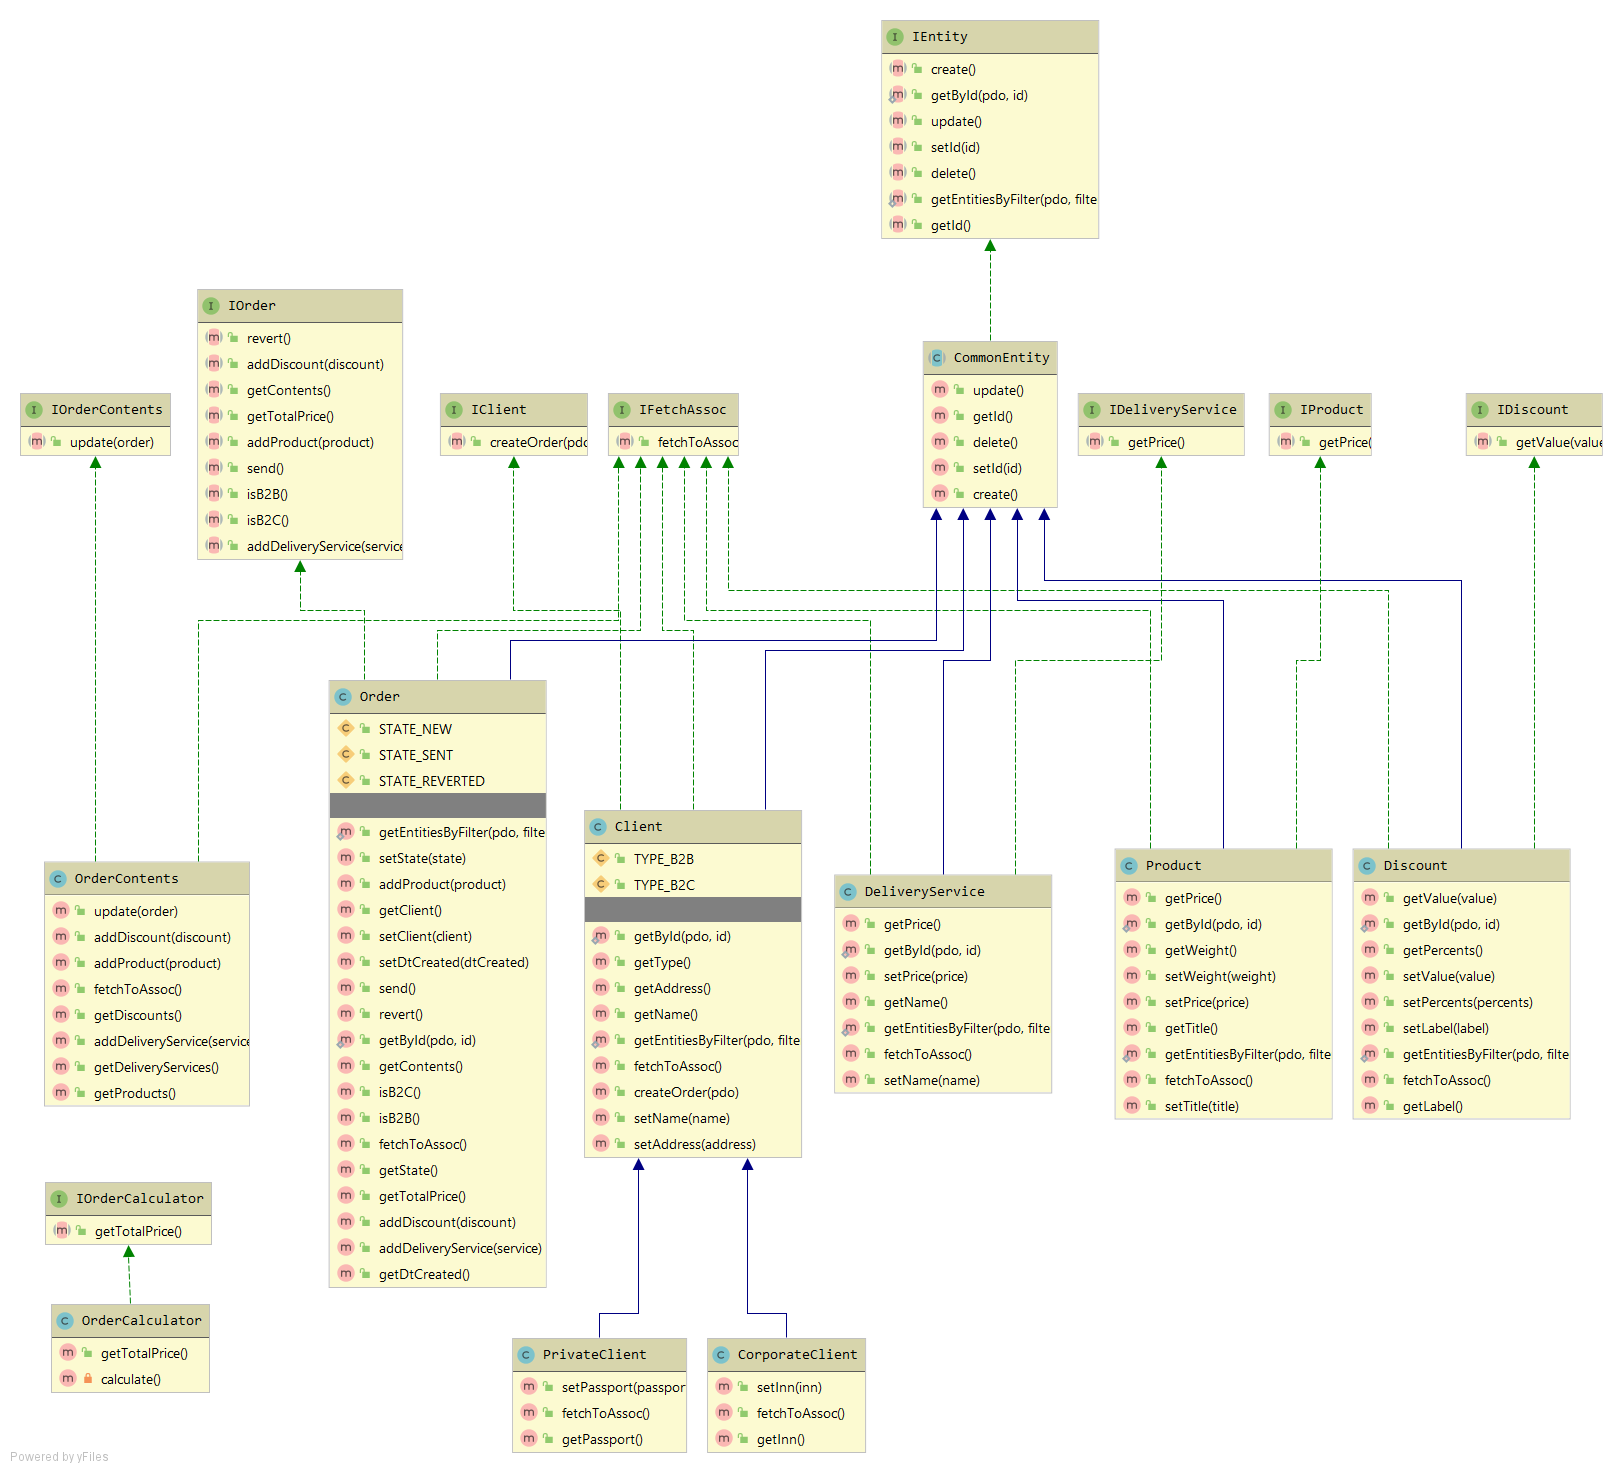 IEntity
create()
getById(pdo, id)
update()
setId(id)
delete()
getEntitiesByFilter(pdo, filte
getId()
IOrder
revert()
addDiscount(discount)
getContents()
getTotalPrice()
addProduct(product)
send()
isB2B()
isB2C()
addDeliveryService(service
IOrderContents
update(order)
IClient
createOrder(pdo
IFetchAssoc
fetchToAssoc
CommonEntity
update()
getId()
delete()
setId(id)
create()
IDeliveryService
getPrice()
IProduct
getPrice(
IDiscount
getValue(value
Order
STATE_NEW
STATE_SENT
STATE_REVERTED
getEntitiesByFilter(pdo, filte
setState(state)
addProduct(product)
getClient()
setClient(client)
setDtCreated(dtCreated)
send()
revert()
getById(pdo, id)
getContents()
isB2C()
isB2B()
fetchToAssoc()
getState()
getTotalPrice()
addDiscount(discount)
addDeliveryService(service)
getDtCreated()
Client
TYPE_B2B
TYPE_B2C
getById(pdo, id)
getType()
getAddress()
getName()
getEntitiesByFilter(pdo, filte
fetchToAssoc()
createOrder(pdo)
setName(name)
setAddress(address)
OrderContents
update(order)
addDiscount(discount)
addProduct(product)
fetchToAssoc()
getDiscounts()
addDeliveryService(service
getDeliveryServices()
getProducts()
DeliveryService
getPrice()
getById(pdo, id)
setPrice(price)
getName()
getEntitiesByFilter(pdo, filte
fetchToAssoc()
setName(name)
Product
getPrice()
getById(pdo, id)
getWeight()
setWeight(weight)
setPrice(price)
getTitle()
getEntitiesByFilter(pdo, filte
fetchToAssoc()
setTitle(title)
Discount
getValue(value)
getById(pdo, id)
getPercents()
setValue(value)
setPercents(percents)
setLabel(label)
getEntitiesByFilter(pdo, filte
fetchToAssoc()
getLabel()
IOrderCalculator
getTotalPrice()
OrderCalculator
getTotalPrice()
calculate()
PrivateClient
setPassport(passpor
fetchToAssoc()
getPassport()
CorporateClient
setInn(inn)
fetchToAssoc()
getInn()
Powered by yFiles